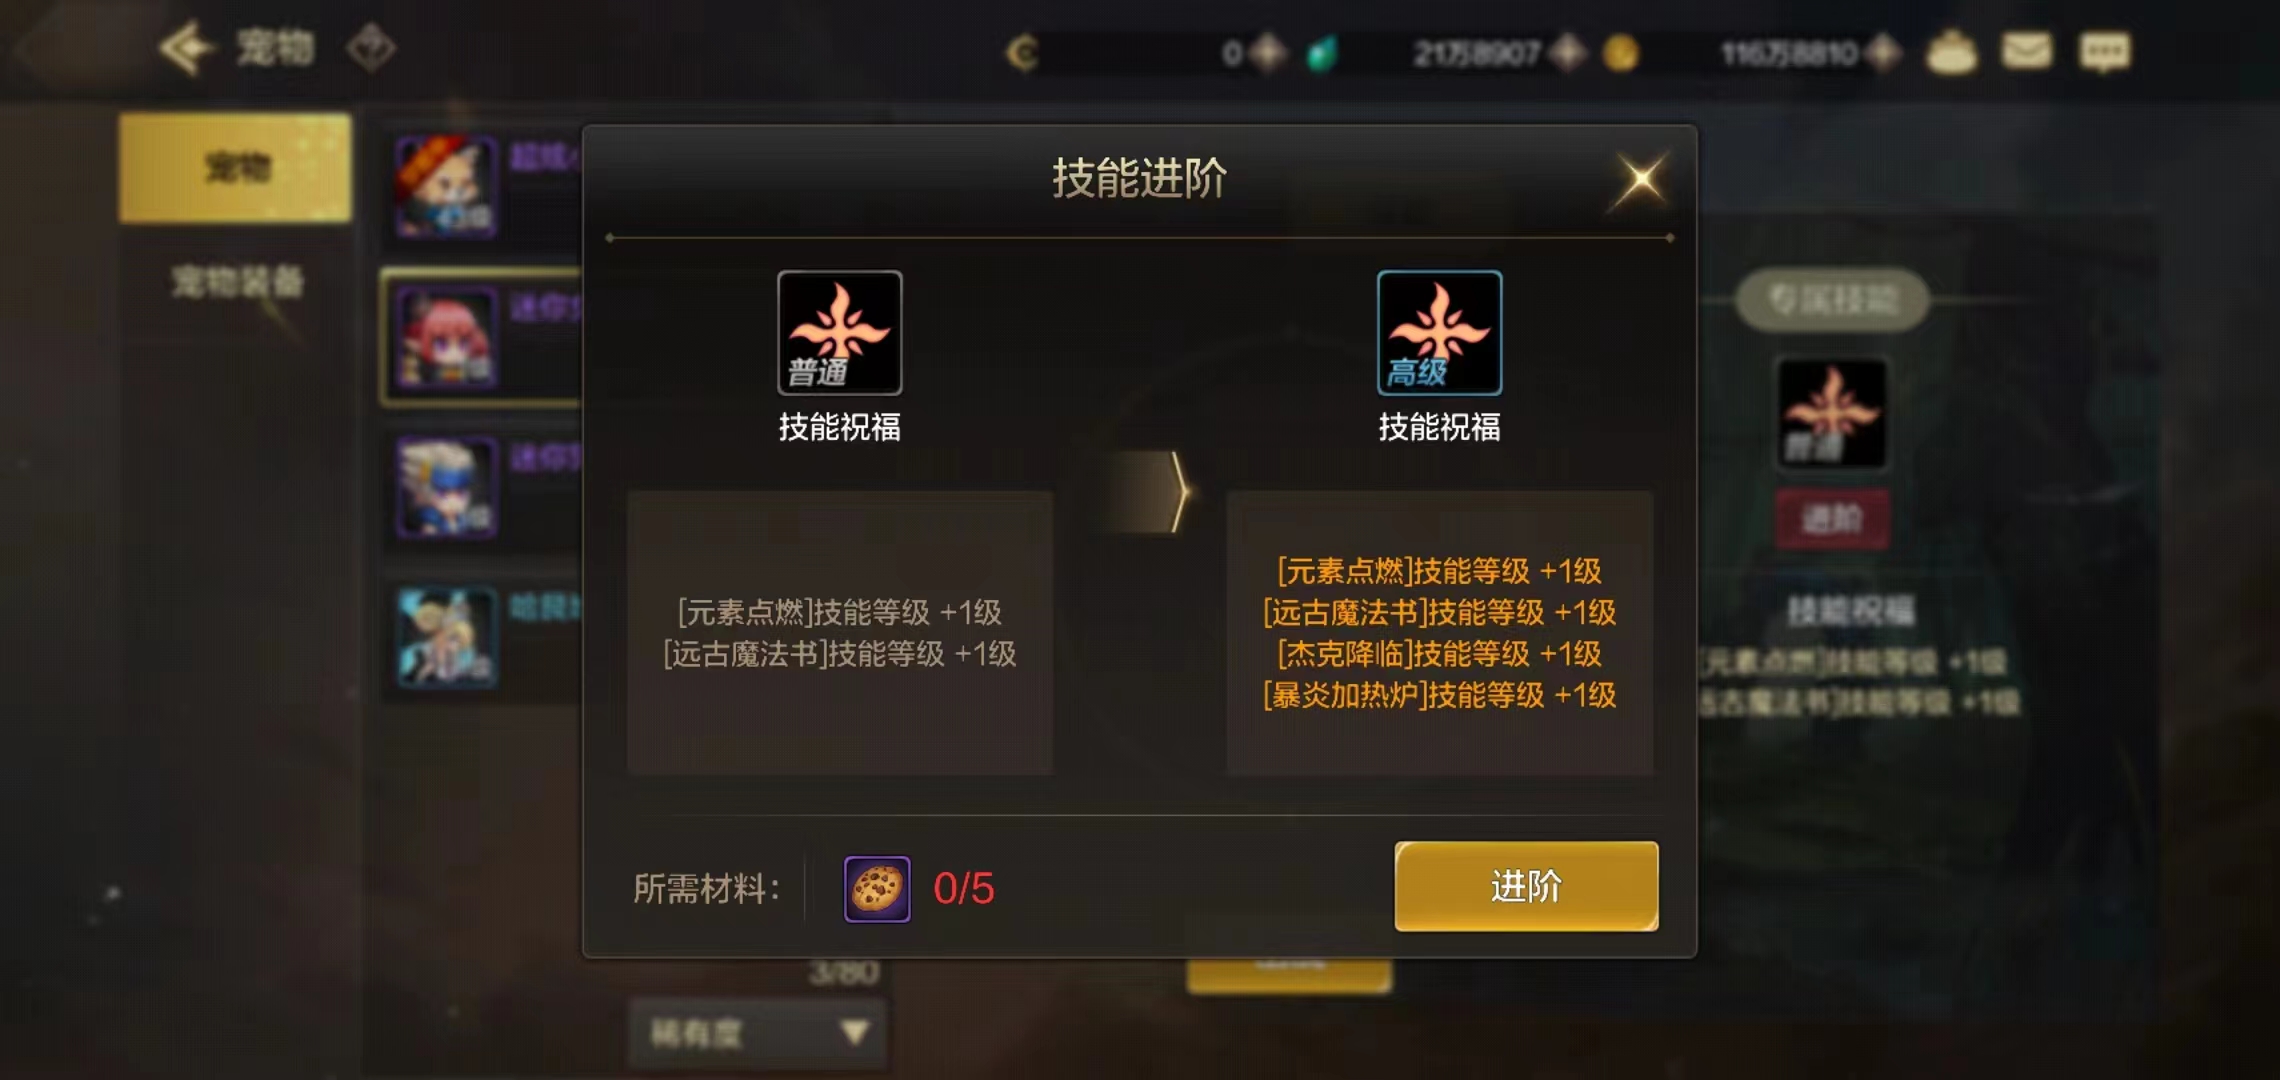 宠物
0
21万8907
116万8810
宠物
宠物装备
技能进阶
普通
技能祝福
[元素点燃]技能等级 +1级
[远古魔法书]技能等级 +1级
高级
技能祝福
[元素点燃]技能等级 +1级
[远古魔法书]技能等级 +1级
[杰克降临]技能等级 +1级
[暴炎加热炉]技能等级 +1级
所需材料：
0/5
进阶
专属技能
普通
进阶
技能祝福
[元素点燃]技能等级 +1级
远古魔法书]技能等级 +1级
3/80
稀有度